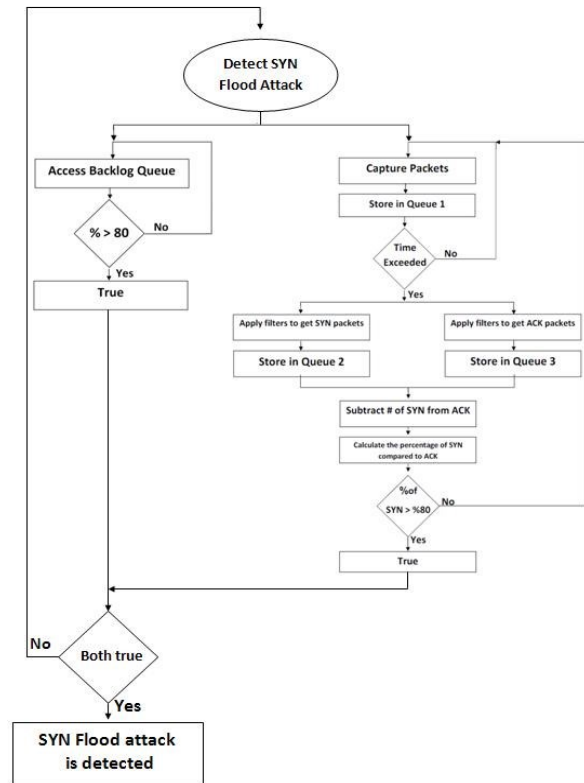 Detect SYN
Flood Attack
Access Backlog Queue
% > 80
No
Yes
True
Capture Packets
Store in Queue 1
Time
Exceeded
No
Yes
Apply filters to get SYN packets
Apply filters to get ACK packets
Store in Queue 2
Store in Queue 3
Subtract # of SYN from ACK
Calculate the percentage of SYN
compared to ACK
%of
SYN > %80
No
Yes
True
No
Both true
Yes
SYN Flood attack
is detected